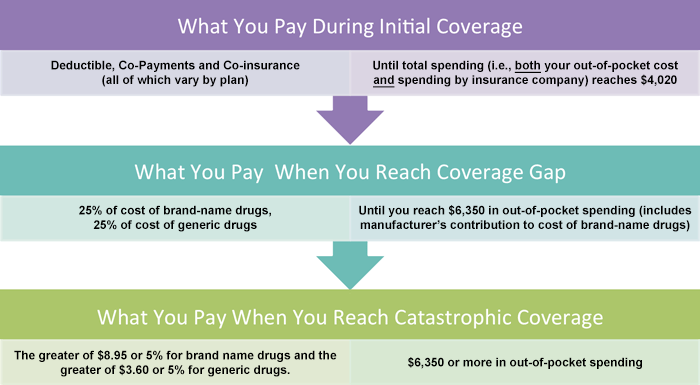 What You Pay During Initial Coverage
Deductible, Co-Payments and Co-insurance
(all of which vary by plan)
Until total spending (i.e., both your out-of-pocket cost
and spending by insurance company) reaches $4,020
What You Pay  When You Reach Coverage Gap
25% of cost of brand-name drugs,
25% of cost of generic drugs
Until you reach $6,350 in out-of-pocket spending (includes
manufacturer’s contribution to cost of brand-name drugs)
What You Pay When You Reach Catastrophic Coverage
The greater of $8.95 or 5% for brand name drugs and the
greater of $3.60 or 5% for generic drugs.
$6,350 or more in out-of-pocket spending